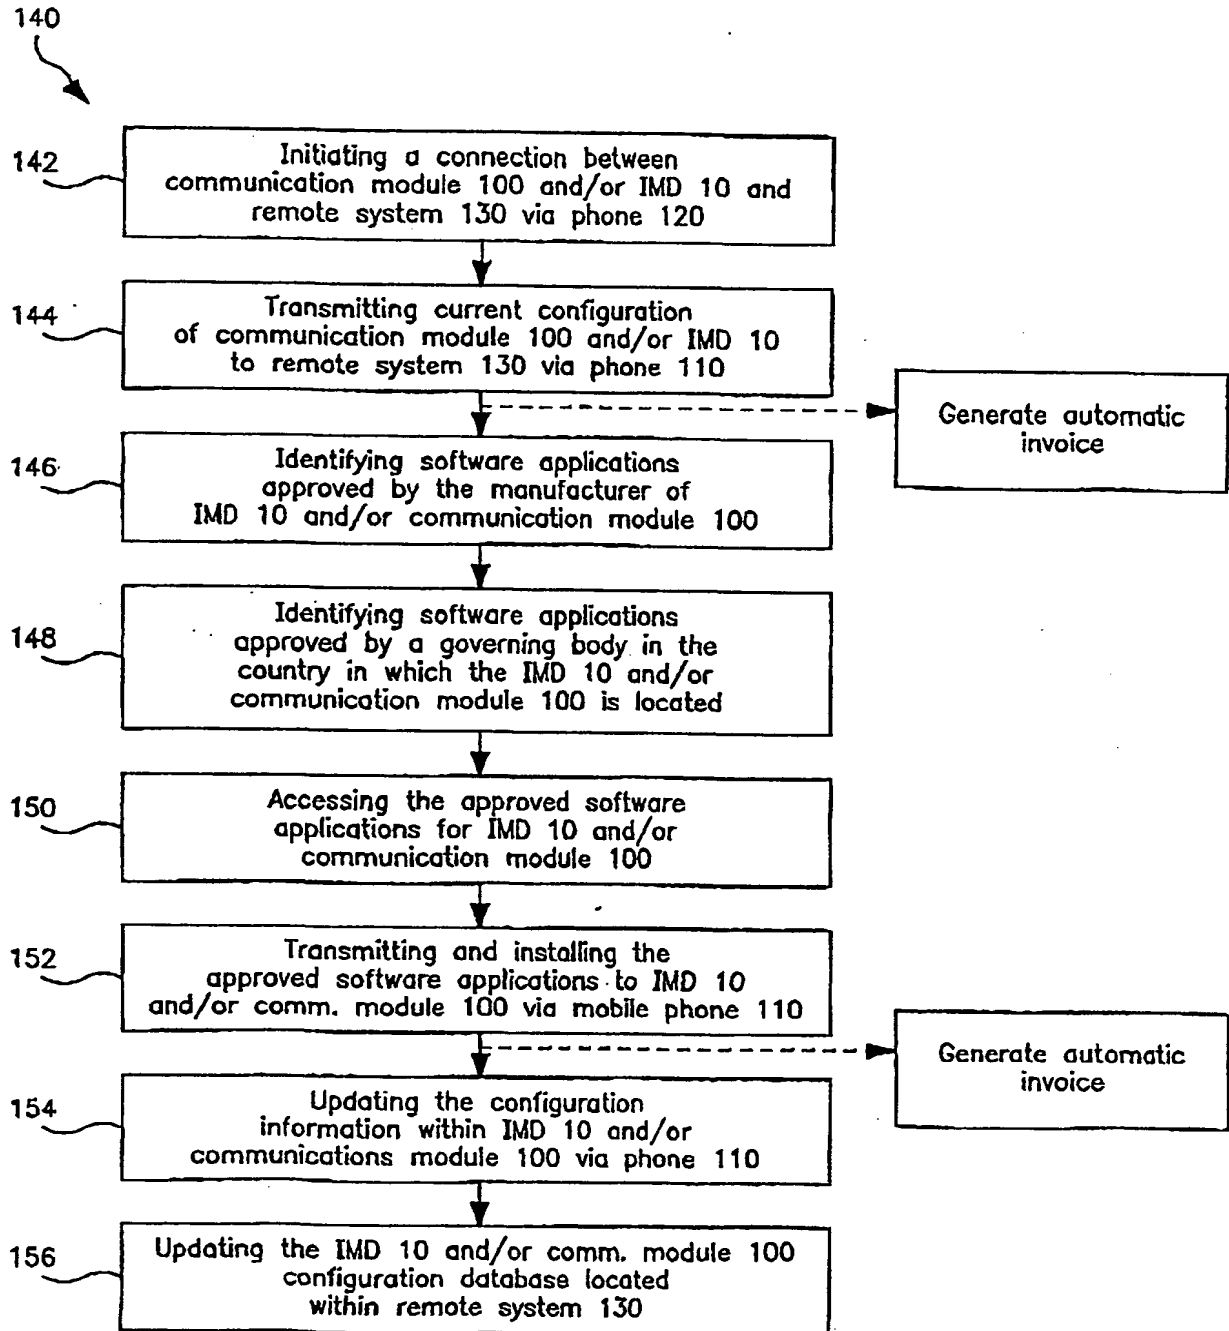 140
142
Initiating a connection between
communication module 100 and/or IMD 10 and
remote system 130 via phone 120
144
Transmitting current configuration
of communication module 100 and/or IMD 10
to remote system 130 via phone 110
Generate automatic
invoice
146
Identifying software applications
approved by the manufacturer of
IMD 10 and/or communication module 100
148
Identifying software applications
approved by a governing body in the
country in which the IMD 10 and/or
communication module 100 is located
150
Accessing the approved software
applications for IMD 10 and/or
communication module 100
152
Transmitting and installing the
approved software applications to IMD 10
and/or comm. module 100 via mobile phone 110
Generate automatic
invoice
154
Updating the configuration
information within IMD 10 and/or
communications module 100 via phone 110
156
Updating the IMD 10 and/or comm. module 100
configuration database located
within remote system 130